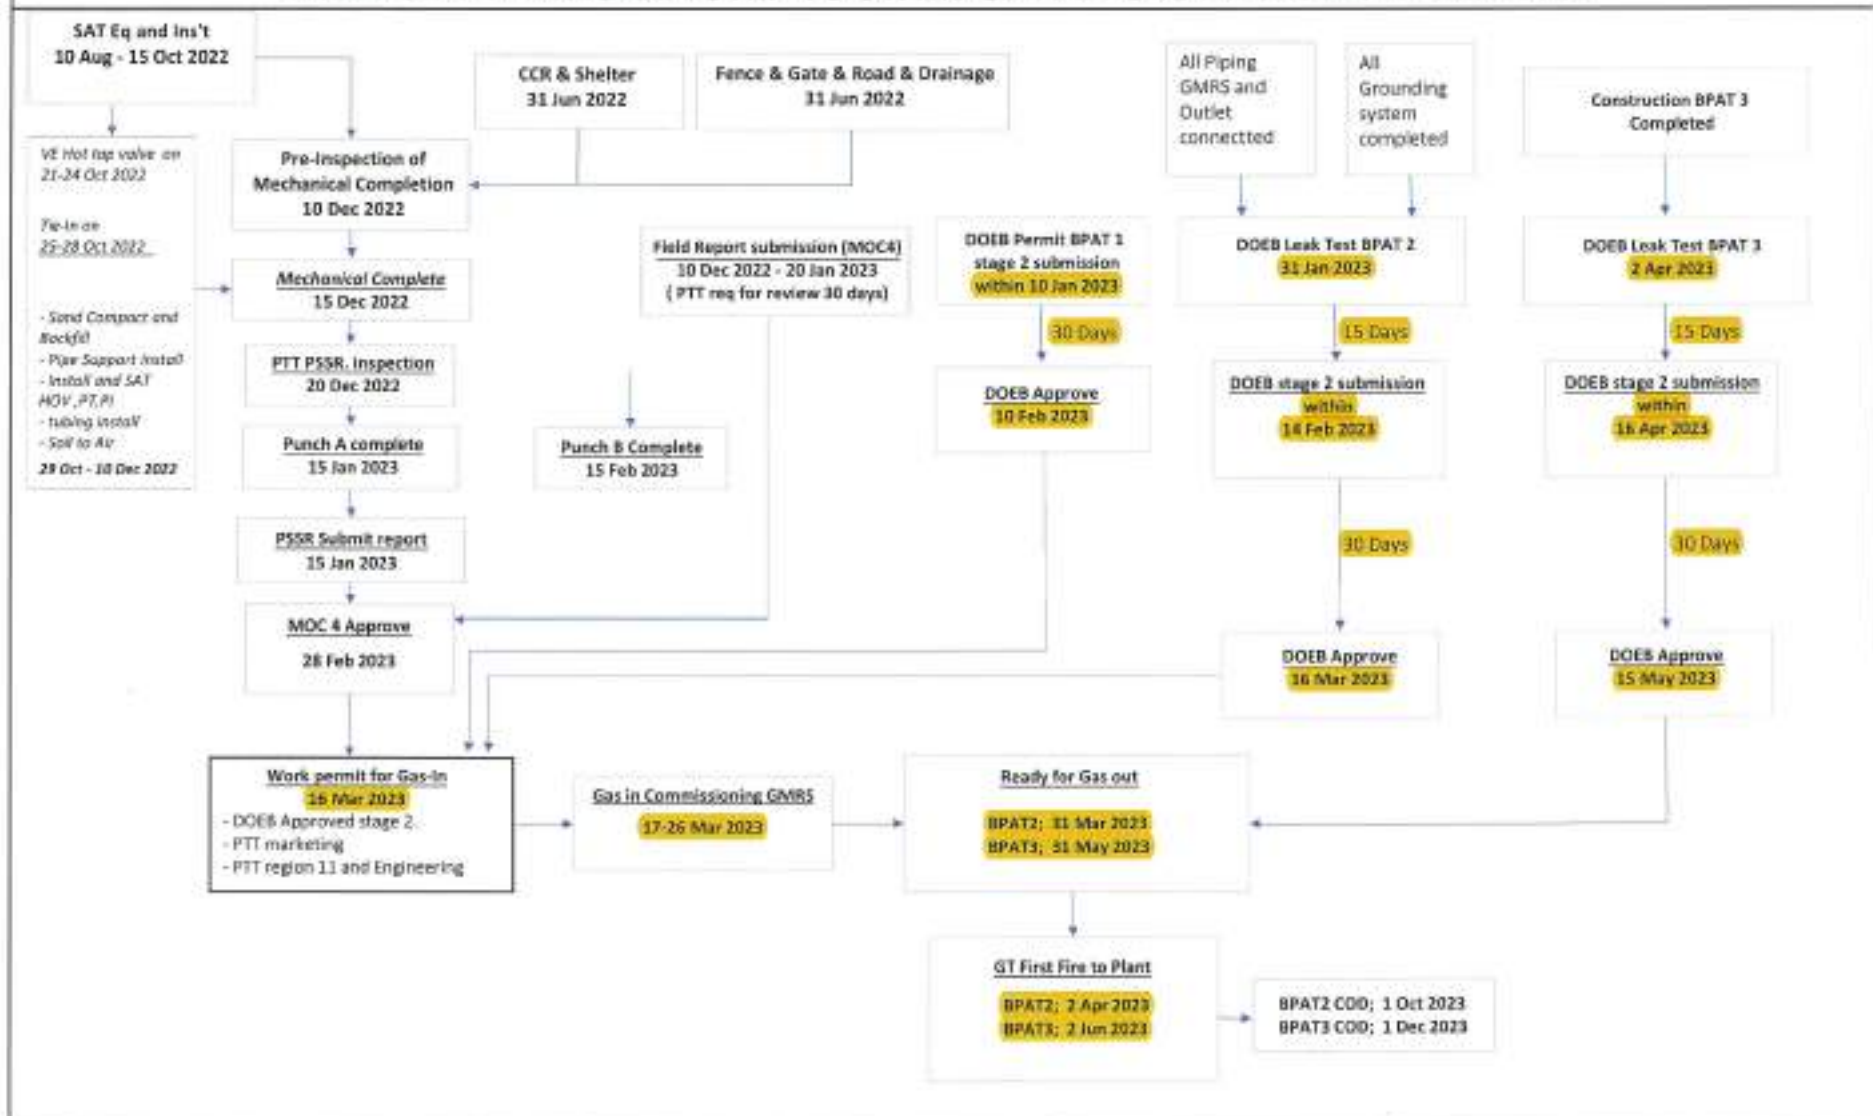 SAT Eq and Ins't
10 Aug - 15 Oct 2022
CCR & Shelter
31 Jun 2022
Fence & Gate & Road & Drainage
31 Jun 2022
All Piping
GMRS and
Outlet
connectted
All
Grounding
system
completed
Construction BPAT 3
Completed
VE Hot tap valve on
21-24 Oct 2022
Tie-In on
25-28 Oct 2022
- Sand Compact and
Backfill
- Pipe Support Install
- Install and SAT
HOV ,PT,PI
- tubing install
- Soil to Air
29 Oct - 10 Dec 2022
Pre-Inspection of
Mechanical Completion
10 Dec 2022
Mechanical Complete
15 Dec 2022
PTT PSSR. Inspection
20 Dec 2022
Punch A complete
15 Jan 2023
PSSR Submit report
15 Jan 2023
MOC 4 Approve
28 Feb 2023
Field Report submission (MOC4)
10 Dec 2022 - 20 Jan 2023
( PTT req for review 30 days)
Punch B Complete
15 Feb 2023
DOEB Permit BPAT 1
stage 2 submission
within 10 Jan 2023
30 Days
DOEB Approve
10 Feb 2023
DOEB Leak Test BPAT 2
31 Jan 2023
15 Days
DOEB stage 2 submission
within
14 Feb 2023
30 Days
DOEB Approve
16 Mar 2023
DOEB Leak Test BPAT 3
2 Apr 2023
15 Days
DOEB stage 2 submission
within
16 Apr 2023
30 Days
DOEB Approve
15 May 2023
Work permit for Gas-In
16 Mar 2023
- DOEB Approved stage 2
- PTT marketing
- PTT region 11 and Engineering
Gas in Commissioning GMRS
17-26 Mar 2023
Ready for Gas out
BPAT2; 31 Mar 2023
BPAT3; 31 May 2023
GT First Fire to Plant
BPAT2; 2 Apr 2023
BPAT3; 2 Jun 2023
BPAT2 COD; 1 Oct 2023
BPAT3 COD; 1 Dec 2023